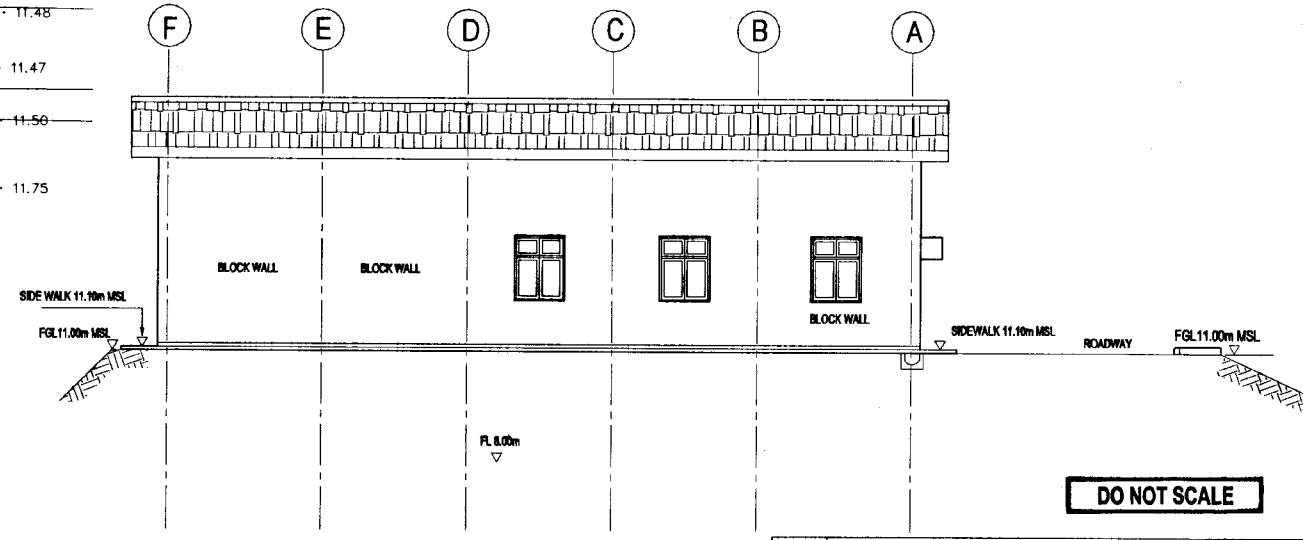 11.48
F E D C B A
11.47
11.50
11.75
BLOCK WALL
BLOCK WALL
SIDE WALK 11.10m MSL
BLOCK WALL
FGL11.00m MSL
SIDEWALK 11.10m MSL
ROADWAY
FGL11.00m MSL
FL 8.00m
DO NOT SCALE